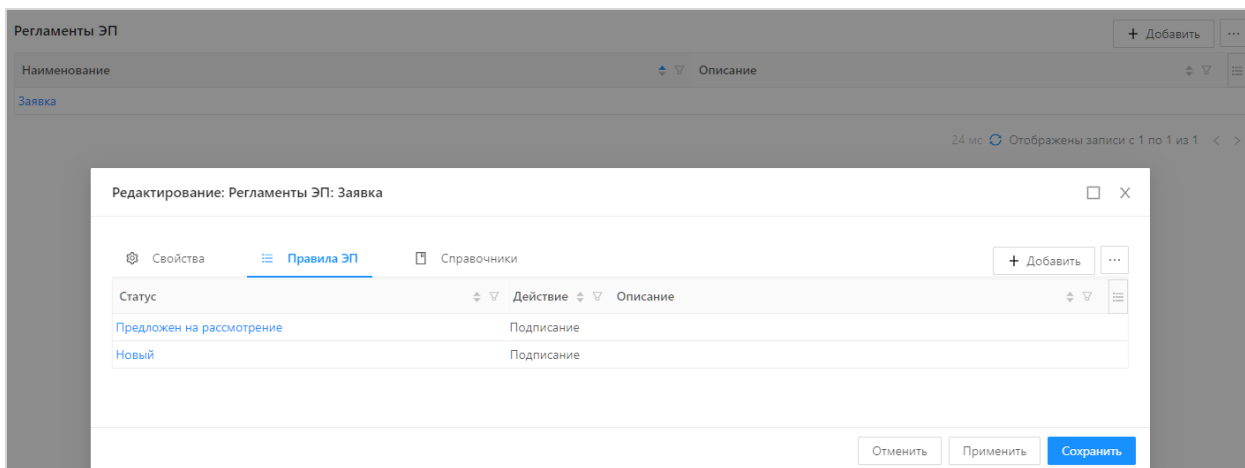 Регламенты ЭП
+ Добавить ...
Наименование Описание
Заявка
24 мс Отображены записи с 1 по 1 из 1 < >
Редактирование: Регламенты ЭП: Заявка
Свойства Правила ЭП Справочники + Добавить ...
Статус Действие Описание
Предложен на рассмотрение Подписание
Новый Подписание
Отменить Применить Сохранить